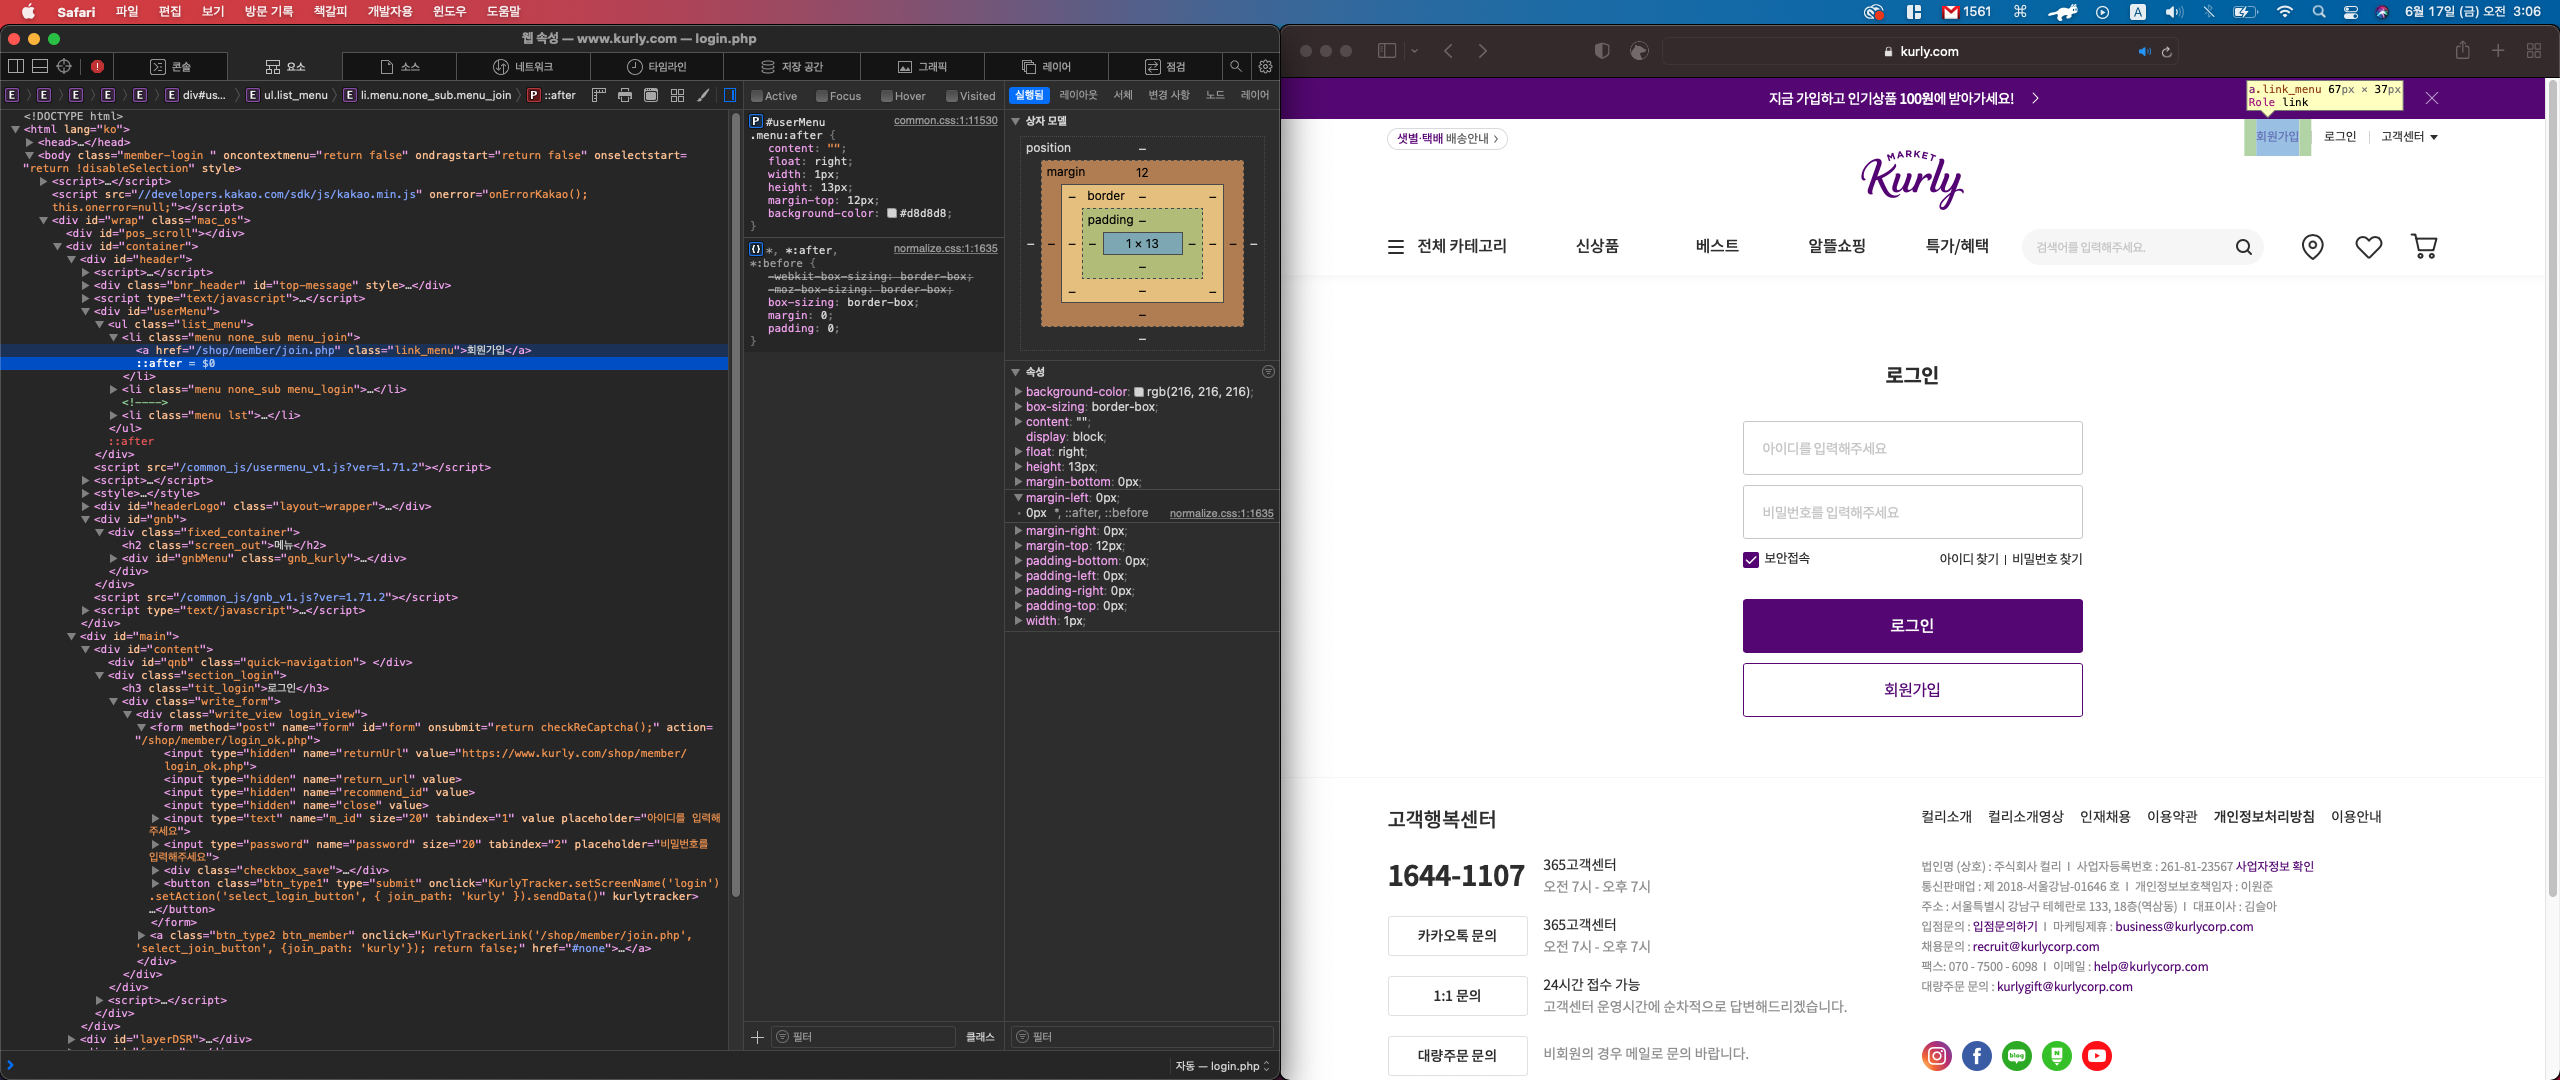 Safari 파일 편집 보기 방문 기록 책갈피 개발자용 윈도우 도움말
1561 A 6월 17일 (금) 오전 3:06
웹 속성 — www.kurly.com — login.php
콘솔 요소 소스 네트워크 타임라인 저장 공간 그래픽 레이어 점검
E E E E E E div#us... E ul.list_menu E li.menu.none_sub.menu_join P ::after
<!DOCTYPE html>
<html lang="ko">
<head>…</head>
<body class="member-login " oncontextmenu="return false" ondragstart="return false" onselectstart=
"return !disableSelection" style>
<script>…</script>
<script src="//developers.kakao.com/sdk/js/kakao.min.js" onerror="onErrorKakao();
this.onerror=null;"></script>
<div id="wrap" class="mac_os">
<div id="pos_scroll"></div>
<div id="container">
<div id="header">
<script>…</script>
<div class="bnr_header" id="top-message" style>…</div>
<script type="text/javascript">…</script>
<div id="userMenu">
<ul class="list_menu">
<li class="menu none_sub menu_join">
<a href="/shop/member/join.php" class="link_menu">회원가입</a>
::after = $0
</li>
<li class="menu none_sub menu_login">…</li>
<!---->
<li class="menu lst">…</li>
</ul>
::after
</div>
<script src="/common_js/usermenu_v1.js?ver=1.71.2"></script>
<script>…</script>
<style>…</style>
<div id="headerLogo" class="layout-wrapper">…</div>
<div id="gnb">
<div class="fixed_container">
<h2 class="screen_out">메뉴</h2>
<div id="gnbMenu" class="gnb_kurly">…</div>
</div>
</div>
<script src="/common_js/gnb_v1.js?ver=1.71.2"></script>
<script type="text/javascript">…</script>
</div>
<div id="main">
<div id="content">
<div id="qnb" class="quick-navigation"> </div>
<div class="section_login">
<h3 class="tit_login">로그인</h3>
<div class="write_form">
<div class="write_view login_view">
<form method="post" name="form" id="form" onsubmit="return checkReCaptcha();" action=
"/shop/member/login_ok.php">
<input type="hidden" name="returnUrl" value="https://www.kurly.com/shop/member/
login_ok.php">
<input type="hidden" name="return_url" value>
<input type="hidden" name="recommend_id" value>
<input type="hidden" name="close" value>
<input type="text" name="m_id" size="20" tabindex="1" value placeholder="아이디를 입력해
주세요">
<input type="password" name="password" size="20" tabindex="2" placeholder="비밀번호를
입력해주세요">
<div class="checkbox_save">…</div>
<button class="btn_type1" type="submit" onclick="KurlyTracker.setScreenName('login')
.setAction('select_login_button', { join_path: 'kurly' }).sendData()" kurlytracker>
…</button>
</form>
<a class="btn_type2 btn_member" onclick="KurlyTrackerLink('/shop/member/join.php',
'select_join_button', {join_path: 'kurly'}); return false;" href="#none">…</a>
</div>
</div>
</div>
<script>…</script>
</div>
</div>
<div id="layerDSR">…</div>
Active Focus Hover Visited
P #userMenu common.css:1:11530
.menu:after {
content: "";
float: right;
width: 1px;
height: 13px;
margin-top: 12px;
background-color: #d8d8d8;
}
*, *:after, normalize.css:1:1635
*:before {
-webkit-box-sizing: border-box;
-moz-box-sizing: border-box;
box-sizing: border-box;
margin: 0;
padding: 0;
}
필터 클래스
실행됨 레이아웃 서체 변경 사항 노드 레이어
상자 모델
position –
margin 12
– border – –
padding –
– – – – 1 × 13 – – – –
–
– – –
–
–
속성
background-color: rgb(216, 216, 216);
box-sizing: border-box;
content: "";
display: block;
float: right;
height: 13px;
margin-bottom: 0px;
margin-left: 0px;
0px *, ::after, ::before normalize.css:1:1635
margin-right: 0px;
margin-top: 12px;
padding-bottom: 0px;
padding-left: 0px;
padding-right: 0px;
padding-top: 0px;
width: 1px;
필터
자동 — login.php
kurly.com
지금 가입하고 인기상품 100원에 받아가세요!
a.link_menu 67px × 37px
Role link
샛별·택배 배송안내
회원가입 로그인 고객센터
MARKET
Kurly
전체 카테고리 신상품 베스트 알뜰쇼핑 특가/혜택 검색어를 입력해주세요.
로그인
아이디를 입력해주세요
비밀번호를 입력해주세요
보안접속 아이디 찾기 | 비밀번호 찾기
로그인
회원가입
고객행복센터
1644-1107 365고객센터
오전 7시 - 오후 7시
카카오톡 문의 365고객센터
오전 7시 - 오후 7시
1:1 문의 24시간 접수 가능
고객센터 운영시간에 순차적으로 답변해드리겠습니다.
대량주문 문의 비회원의 경우 메일로 문의 바랍니다.
컬리소개 컬리소개영상 인재채용 이용약관 개인정보처리방침 이용안내
법인명 (상호) : 주식회사 컬리 I 사업자등록번호 : 261-81-23567 사업자정보 확인
통신판매업 : 제 2018-서울강남-01646 호 I 개인정보보호책임자 : 이원준
주소 : 서울특별시 강남구 테헤란로 133, 18층(역삼동) I 대표이사 : 김슬아
입점문의 : 입점문의하기 I 마케팅제휴 : business@kurlycorp.com
채용문의 : recruit@kurlycorp.com
팩스: 070 - 7500 - 6098 I 이메일 : help@kurlycorp.com
대량주문 문의 : kurlygift@kurlycorp.com
blog